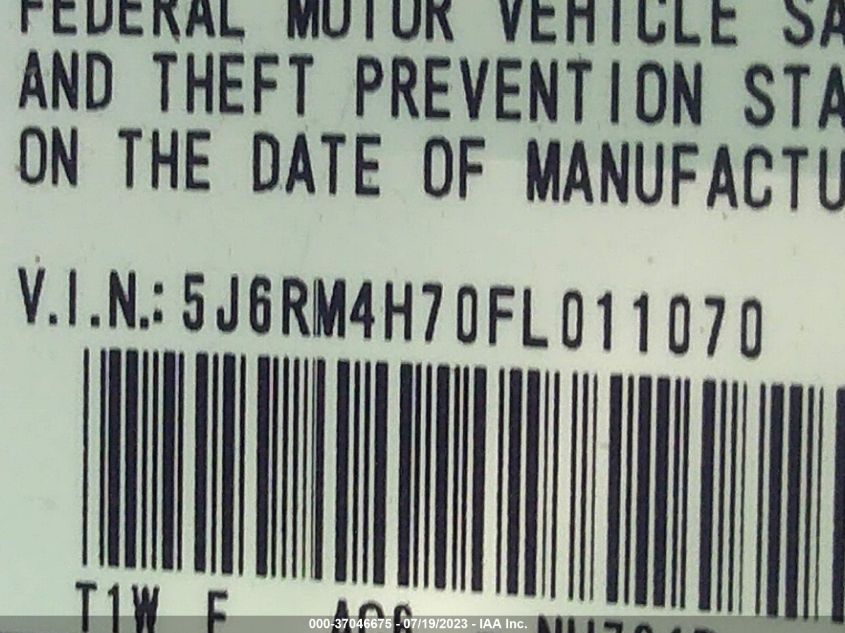 FEDERAL MOTOR VEHICLE SA
AND THEFT PREVENTION STA
ON THE DATE OF MANUFACTU
V.I.N.: 5J6RM4H70FL011070
T1W F
000-37046675 - 07/19/2023 - IAA Inc.